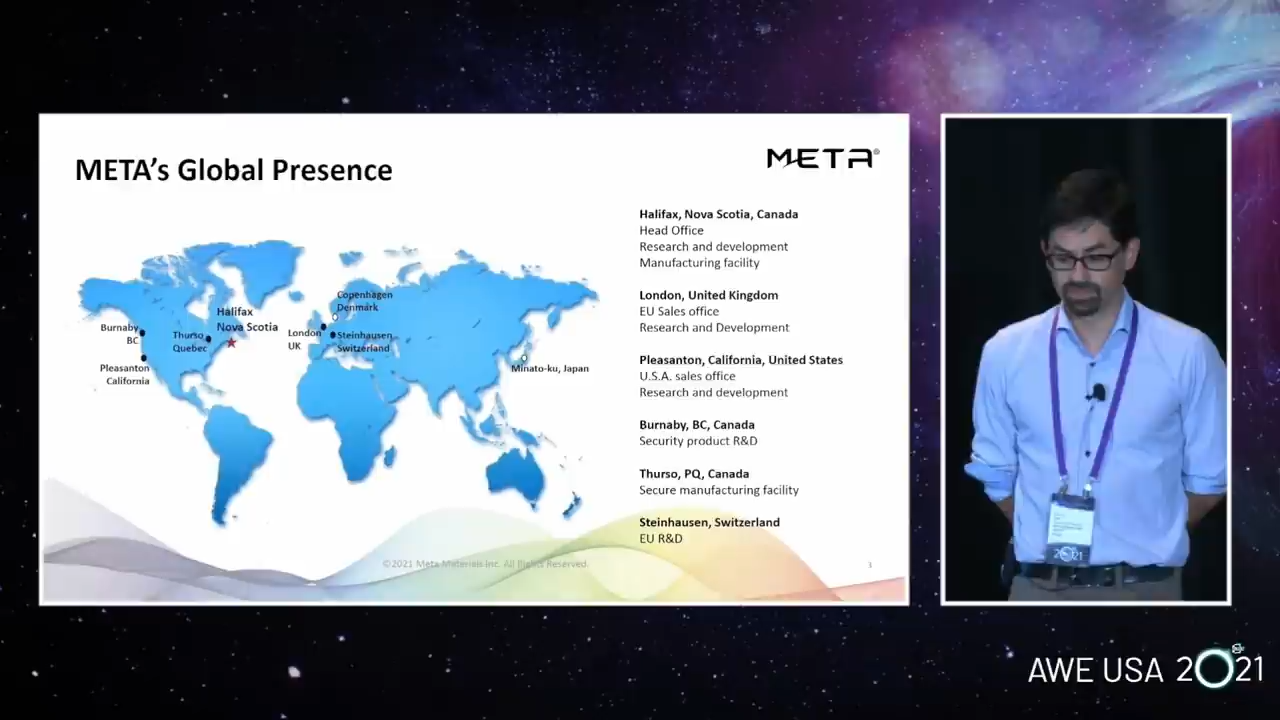 META's Global Presence
META®
Halifax, Nova Scotia, Canada
Head Office
Research and development
Manufacturing facility
London, United Kingdom
EU Sales office
Research and Development
Pleasanton, California, United States
U.S.A. sales office
Research and development
Burnaby, BC, Canada
Security product R&D
Thurso, PQ, Canada
Secure manufacturing facility
Steinhausen, Switzerland
EU R&D
Copenhagen
Denmark
Halifax
Nova Scotia
Burnaby
BC
Thurso
Quebec
London
UK
Steinhausen
Switzerland
Pleasanton
California
Minato-ku, Japan
©2021 Meta Materials Inc. All Rights Reserved.
3
2021
AWE USA 2021